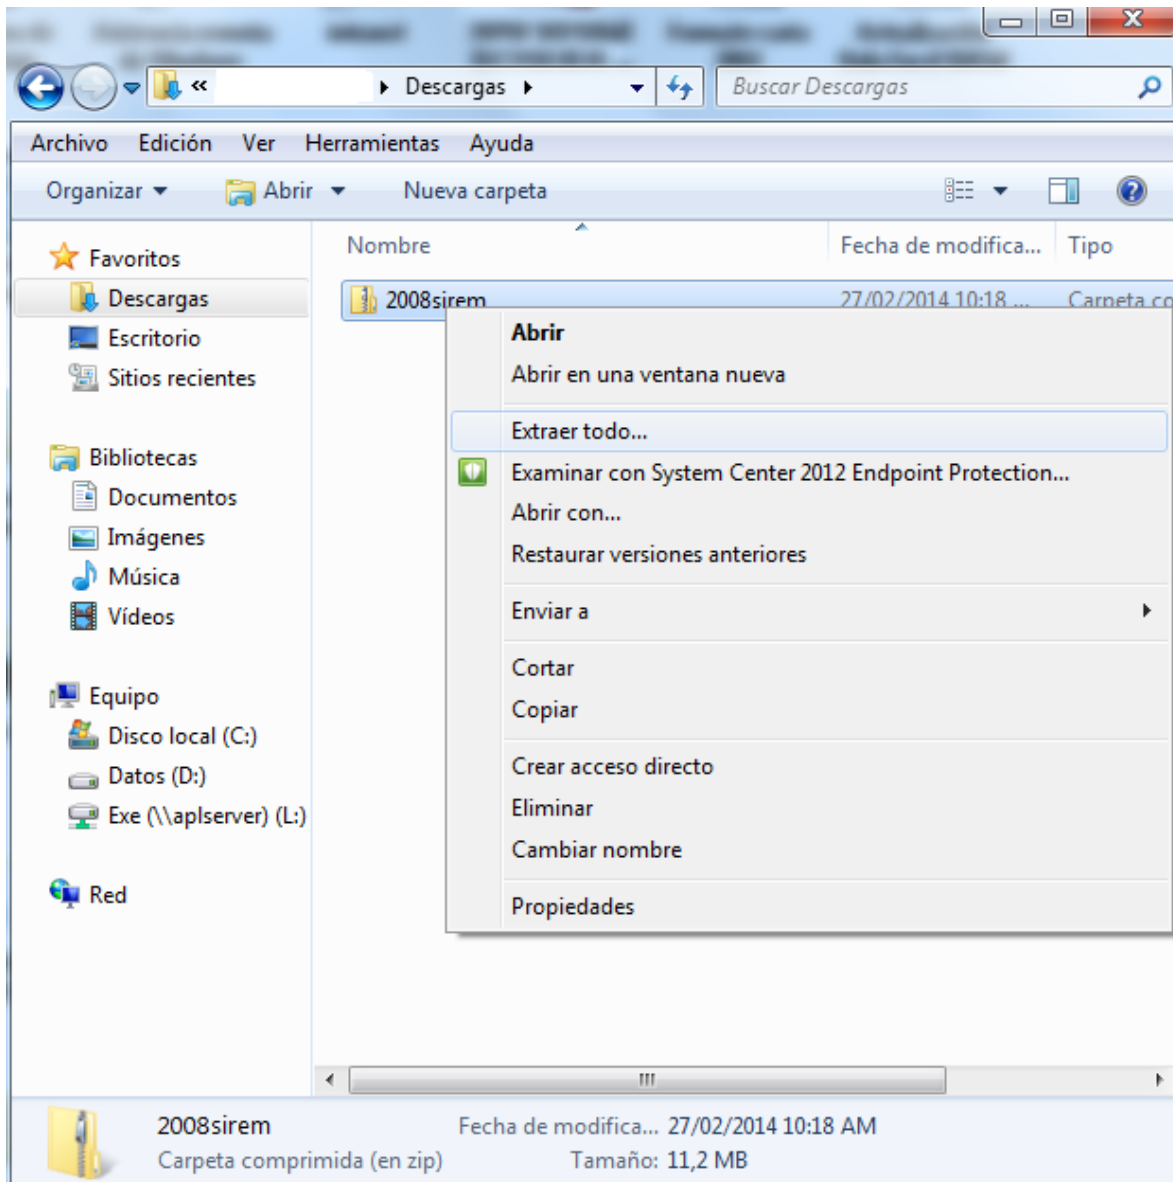 « Descargas Buscar Descargas
Archivo Edición Ver Herramientas Ayuda
Organizar Abrir Nueva carpeta
Nombre Fecha de modifica... Tipo
Favoritos
Descargas
Escritorio
Sitios recientes
Bibliotecas
Documentos
Imágenes
Música
Vídeos
Equipo
Disco local (C:)
Datos (D:)
Exe (\\aplserver) (L:)
Red
2008sirem 27/02/2014 10:18 ... Carpeta co
Abrir
Abrir en una ventana nueva
Extraer todo...
Examinar con System Center 2012 Endpoint Protection...
Abrir con...
Restaurar versiones anteriores
Enviar a
Cortar
Copiar
Crear acceso directo
Eliminar
Cambiar nombre
Propiedades
2008sirem Fecha de modifica... 27/02/2014 10:18 AM
Carpeta comprimida (en zip) Tamaño: 11,2 MB